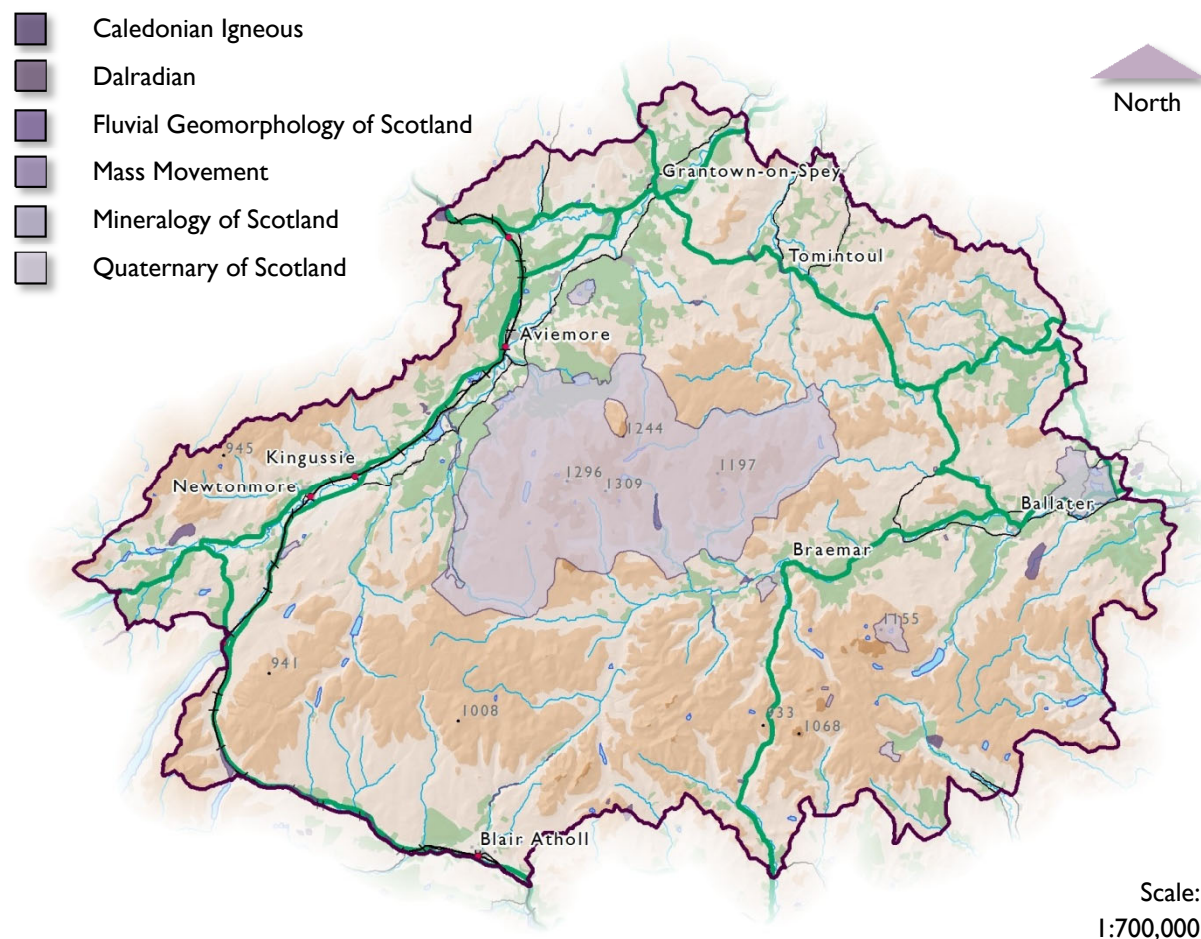 Caledonian Igneous
Dalradian
Fluvial Geomorphology of Scotland
Mass Movement
Mineralogy of Scotland
Quaternary of Scotland
North
Grantown-on-Spey
Tomintoul
Aviemore
1244
945
Kingussie
1296
1197
1309
Newtonmore
Ballater
Braemar
1155
941
1008
933
1068
Blair Atholl
Scale:
1:700,000